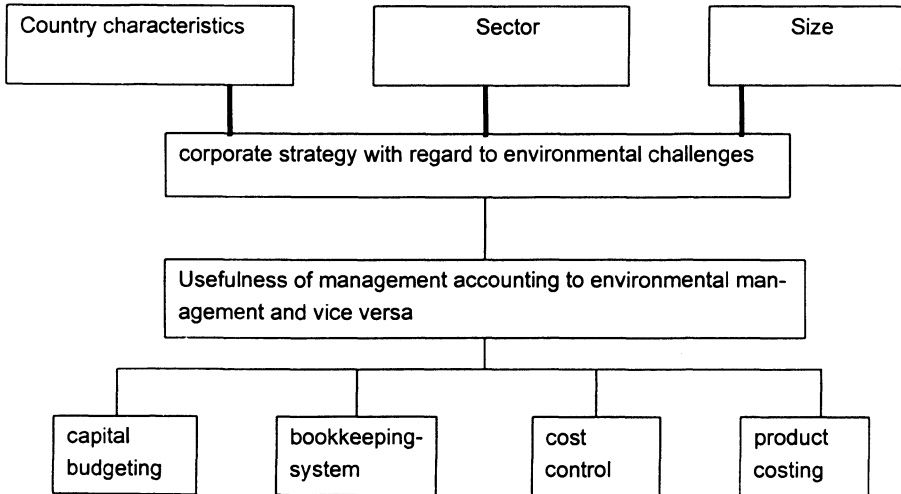 Country characteristics
Sector
Size
corporate strategy with regard to environmental challenges
Usefulness of management accounting to environmental man-
agement and vice versa
capital
budgeting
bookkeeping-
system
cost
control
product
costing